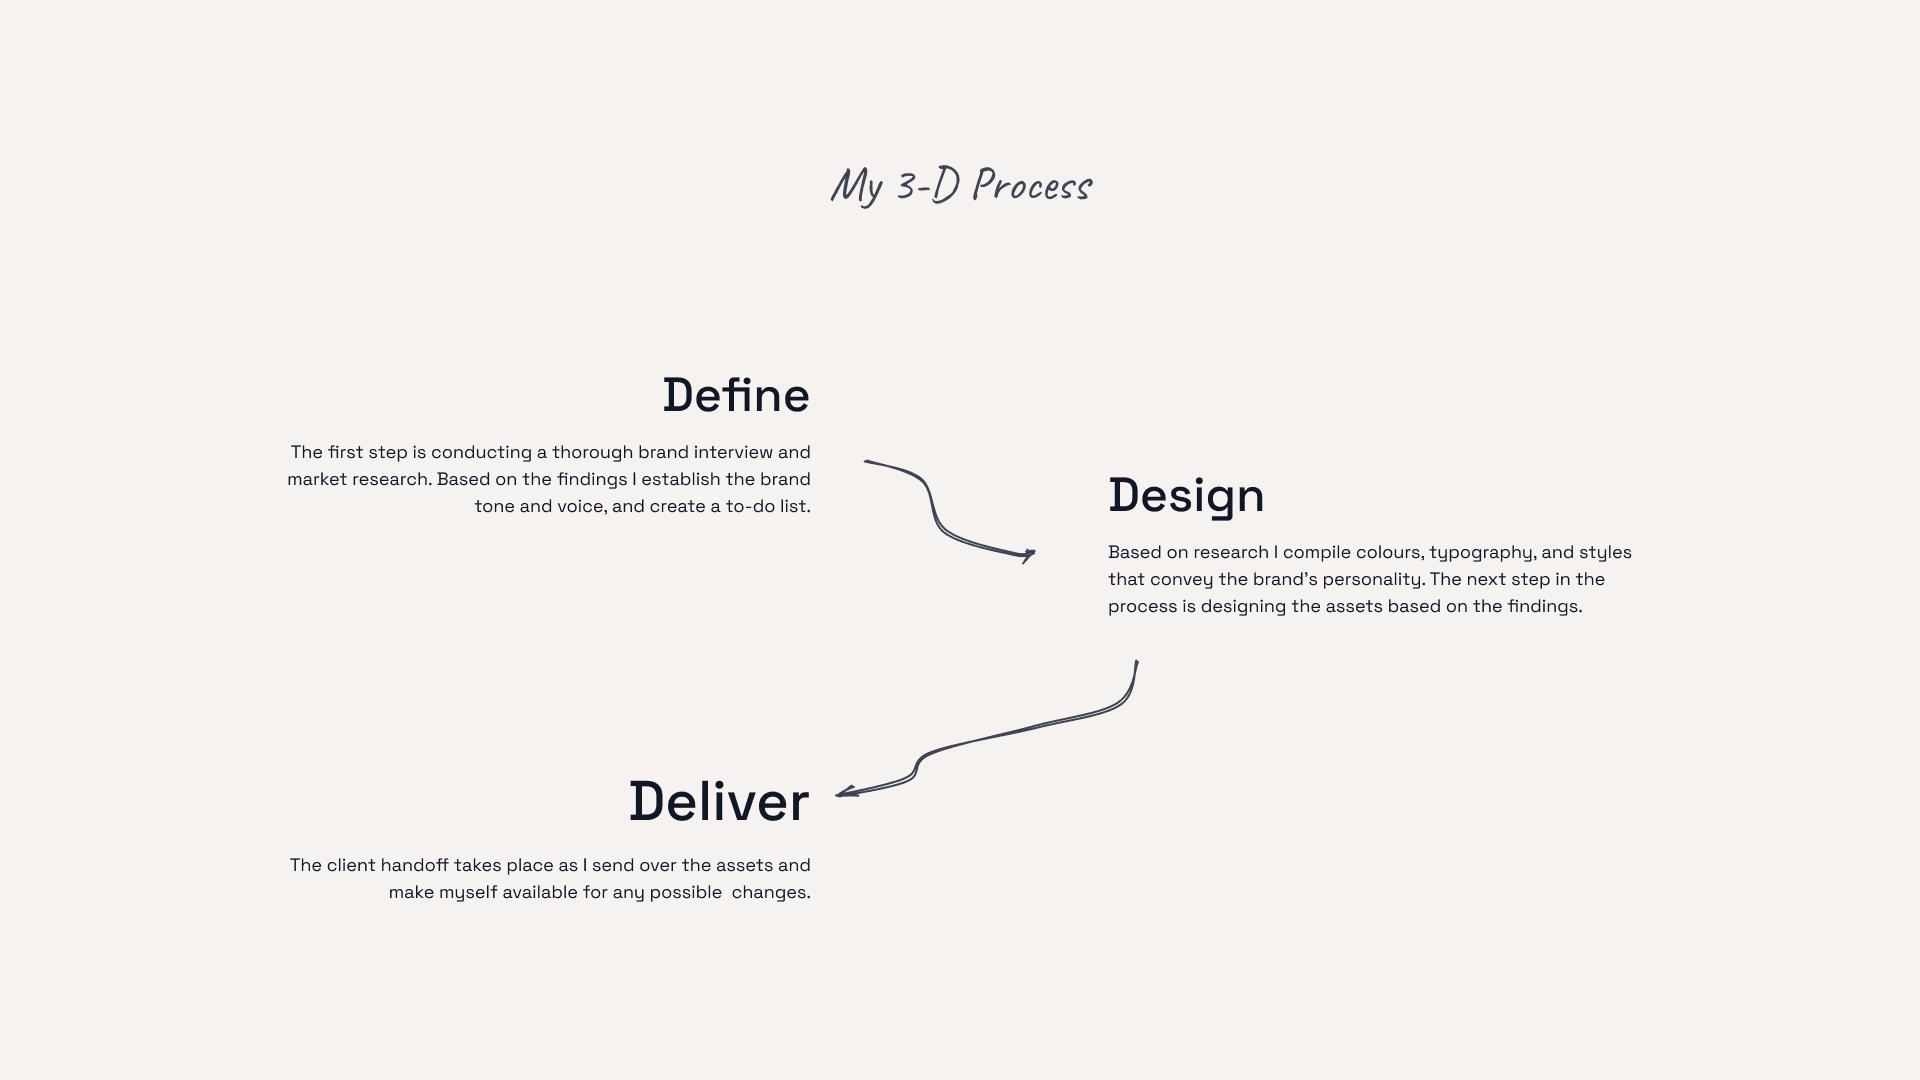 My 3-D Process
Define
The first step is conducting a thorough brand interview and
market research. Based on the findings I establish the brand
tone and voice, and create a to-do list.
Design
Based on research I compile colours, typography, and styles
that convey the brand's personality. The next step in the
process is designing the assets based on the findings.
Deliver
The client handoff takes place as I send over the assets and
make myself available for any possible  changes.